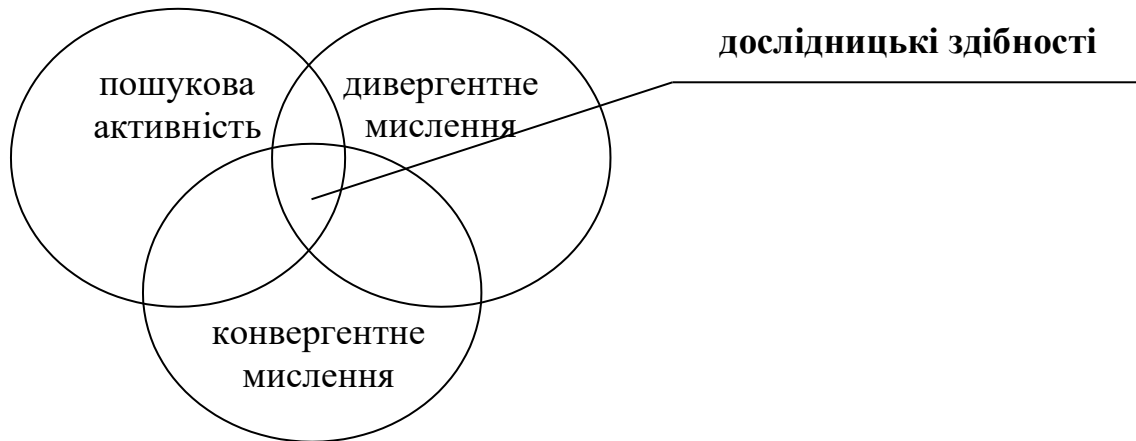 дослідницькі здібності
пошукова
активність
дивергентне
мислення
конвергентне
мислення